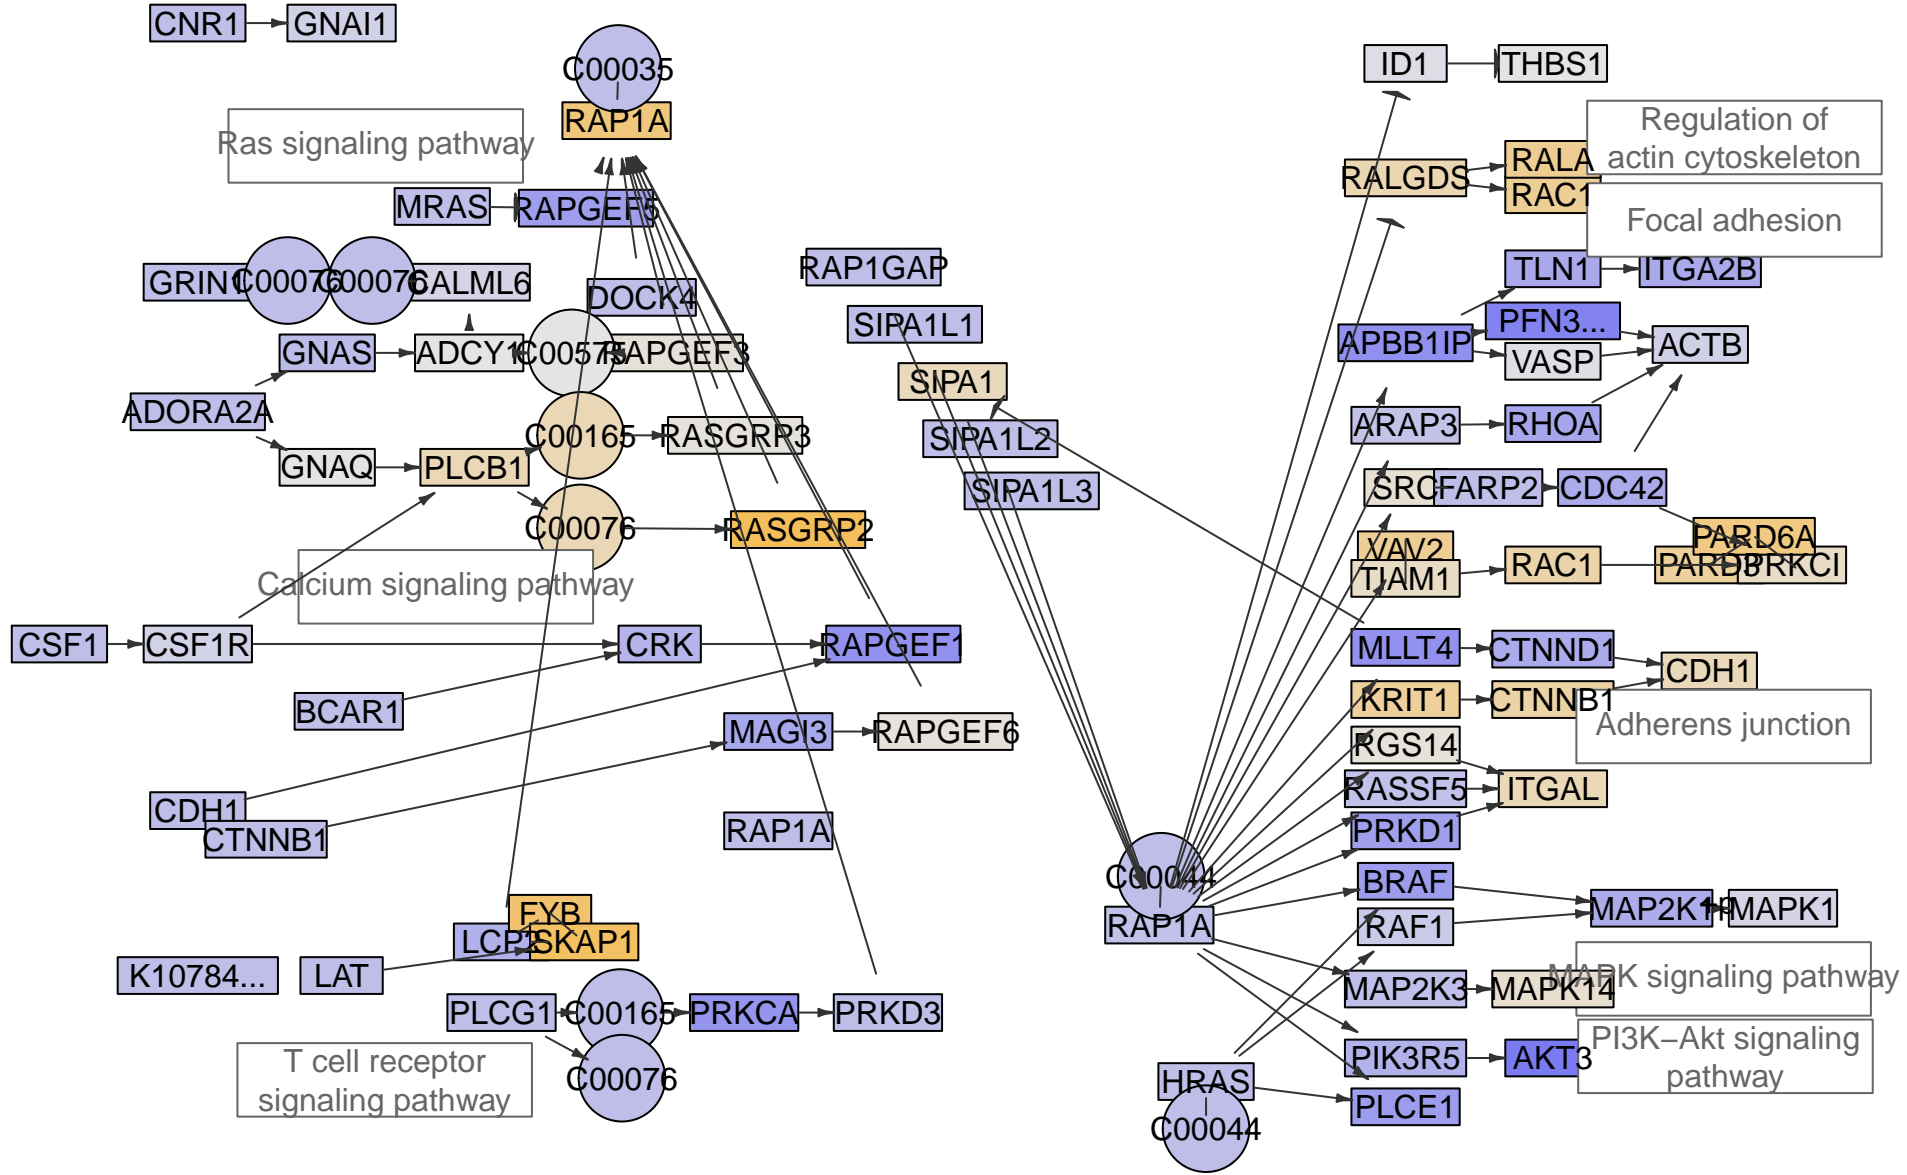 CNR1
GNAI1
C00035
RAP1A
Ras signaling pathway
MRAS
RAPGEF5
GRIN1
C00076
C00076
CALML6
DOCK4
GNAS
ADCY1
C00575
RAPGEF3
ADORA2A
GNAQ
PLCB1
C00165
RASGRP3
C00076
RASGRP2
Calcium signaling pathway
CSF1
CSF1R
CRK
RAPGEF1
BCAR1
MAGI3
RAPGEF6
CDH1
CTNNB1
RAP1A
FYB
LCP2
SKAP1
K10784...
LAT
PLCG1
C00165
PRKCA
PRKD3
C00076
T cell receptor
signaling pathway
RAP1GAP
SIPA1L1
SIPA1
SIPA1L2
SIPA1L3
C00044
RAP1A
HRAS
C00044
ID1
THBS1
RALGDS
RALA
RAC1
Regulation of
actin cytoskeleton
Focal adhesion
TLN1
ITGA2B
APBB1IP
PFN3...
VASP
ACTB
ARAP3
RHOA
SRC
FARP2
CDC42
VAV2
TIAM1
RAC1
PARD6A
PARD3
PRKCI
MLLT4
CTNND1
CDH1
KRIT1
CTNNB1
Adherens junction
RGS14
RASSF5
ITGAL
PRKD1
BRAF
RAF1
MAP2K1
+p
MAPK1
MAP2K3
MAPK14
MAPK signaling pathway
PIK3R5
AKT3
PI3K−Akt signaling
pathway
PLCE1